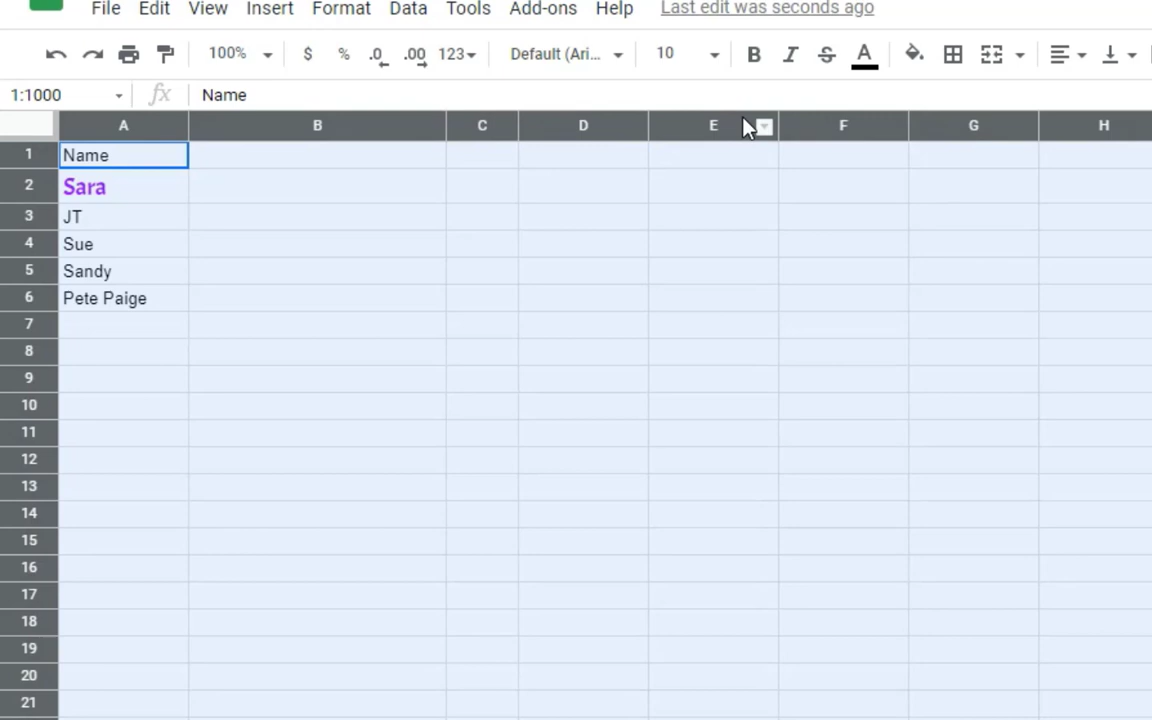 File Edit View Insert Format Data Tools Add-ons Help Last edit was seconds ago
100% $ % .0 .00 123 Default (Ari... 10 B I S A
1:1000 fx Name
A B C D E F G H
1 Name
2 Sara
3 JT
4 Sue
5 Sandy
6 Pete Paige
7
8
9
10
11
12
13
14
15
16
17
18
19
20
21